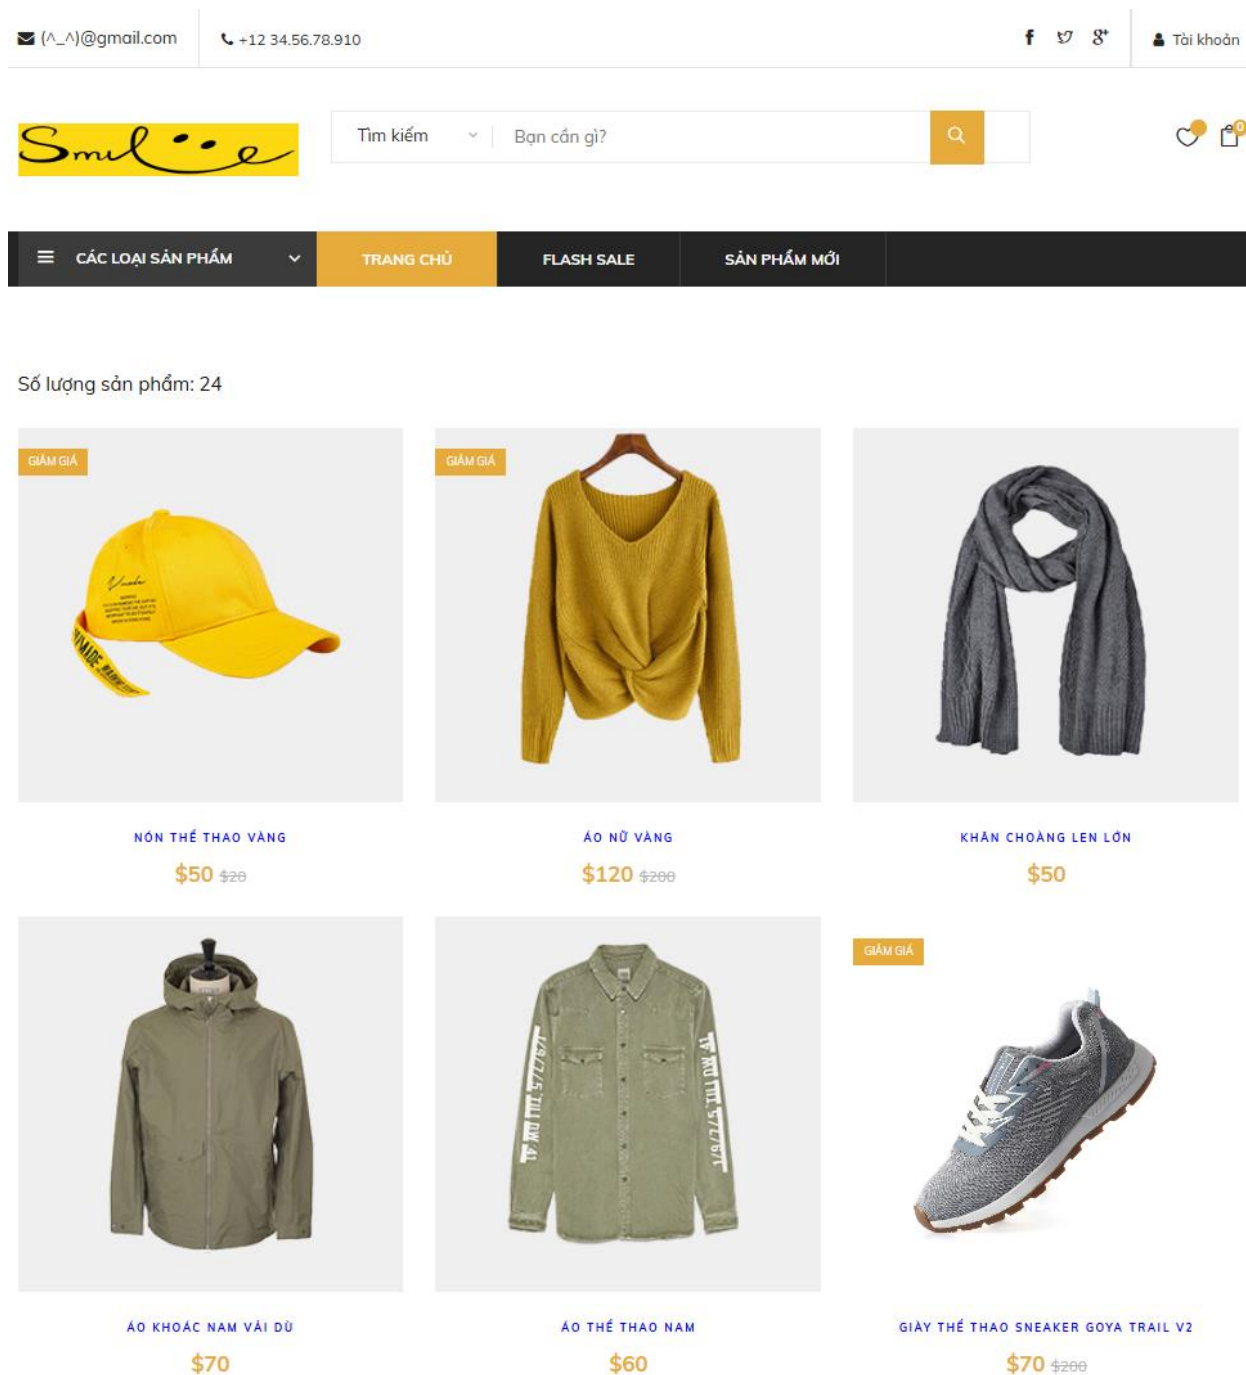 (^_^)@gmail.com
+12 34.56.78.910
Tài khoản
Smile
Tìm kiếm
Bạn cần gì?
0
CÁC LOẠI SẢN PHẨM
TRANG CHỦ
FLASH SALE
SẢN PHẨM MỚI
Số lượng sản phẩm: 24
GIẢM GIÁ
GIẢM GIÁ
NÓN THỂ THAO VÀNG
ÁO NỮ VÀNG
KHĂN CHOÀNG LEN LỚN
$50 $20
$120 $200
$50
GIẢM GIÁ
ÁO KHOÁC NAM VẢI DÙ
ÁO THỂ THAO NAM
GIÀY THỂ THAO SNEAKER GOYA TRAIL V2
$70
$60
$70 $200